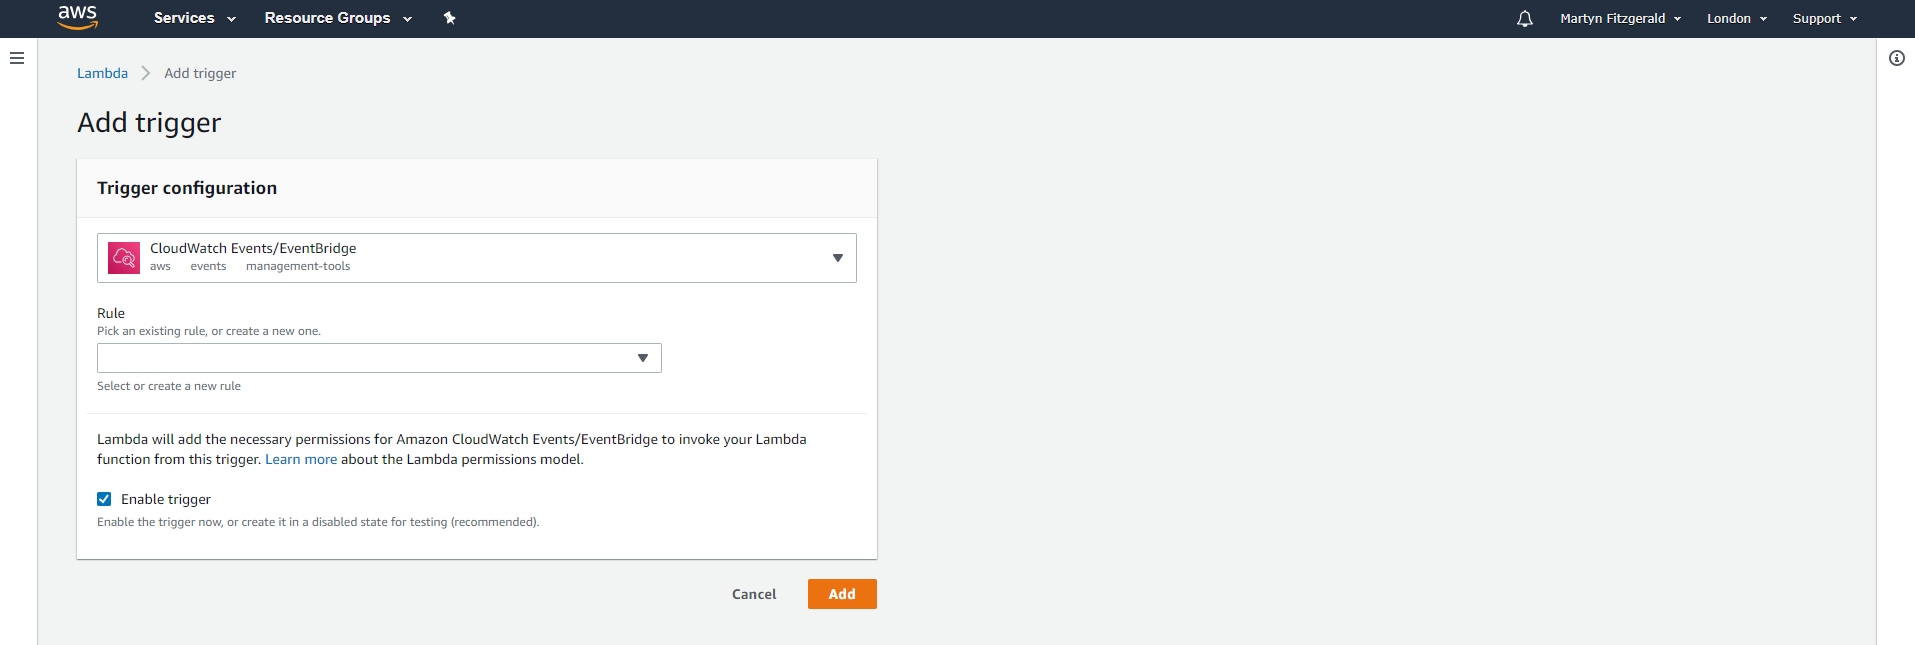 aws Services Resource Groups Martyn Fitzgerald London Support
Lambda Add trigger
Add trigger
Trigger configuration
CloudWatch Events/EventBridge
aws events management-tools
Rule
Pick an existing rule, or create a new one.
Select or create a new rule
Lambda will add the necessary permissions for Amazon CloudWatch Events/EventBridge to invoke your Lambda
function from this trigger. Learn more about the Lambda permissions model.
Enable trigger
Enable the trigger now, or create it in a disabled state for testing (recommended).
Cancel Add